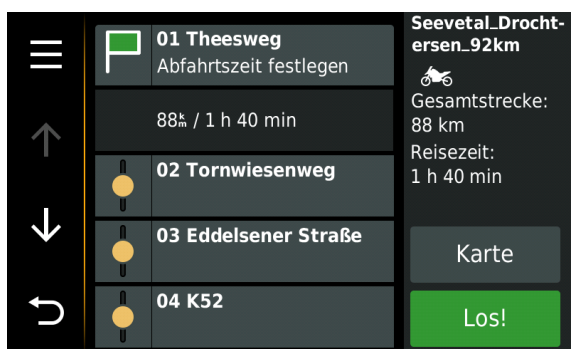 01 Theesweg
Abfahrtszeit festlegen
88km / 1 h 40 min
02 Tornwiesenweg
03 Eddelsener Straße
04 K52
Seevetal_Drocht-
ersen_92km
Gesamtstrecke:
88 km
Reisezeit:
1 h 40 min
Karte
Los!